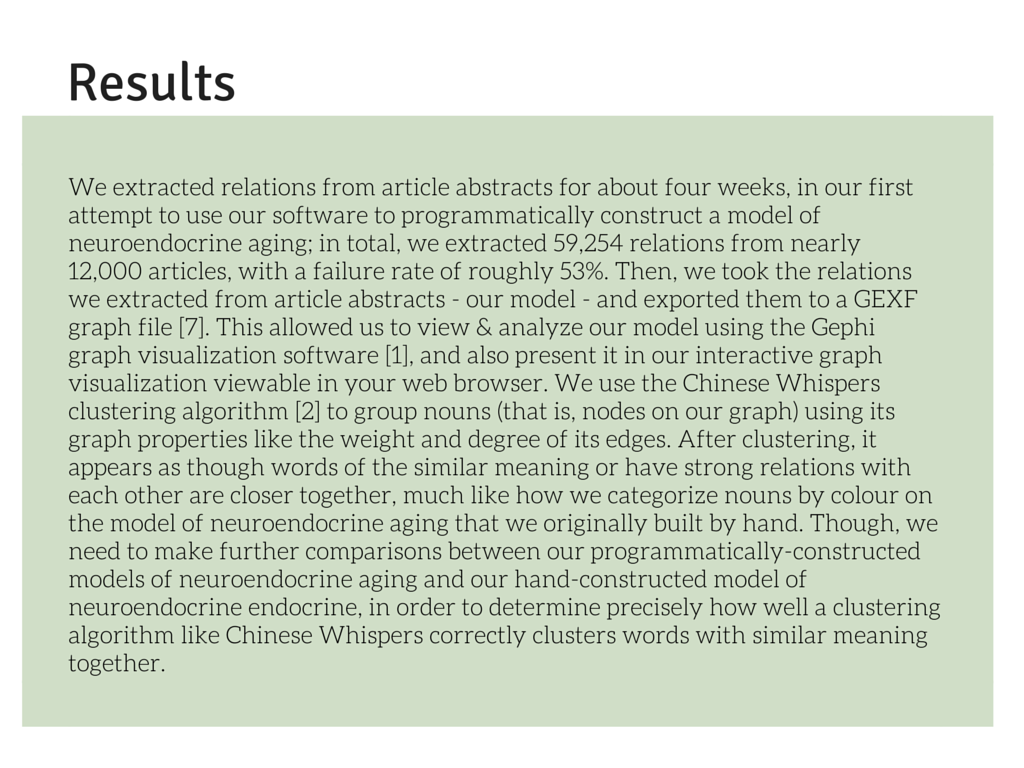 Results
We extracted relations from article abstracts for about four weeks, in our first
attempt to use our software to programmatically construct a model of
neuroendocrine aging; in total, we extracted 59,254 relations from nearly
12,000 articles, with a failure rate of roughly 53%. Then, we took the relations
we extracted from article abstracts - our model - and exported them to a GEXF
graph file [7]. This allowed us to view & analyze our model using the Gephi
graph visualization software [1], and also present it in our interactive graph
visualization viewable in your web browser. We use the Chinese Whispers
clustering algorithm [2] to group nouns (that is, nodes on our graph) using its
graph properties like the weight and degree of its edges. After clustering, it
appears as though words of the similar meaning or have strong relations with
each other are closer together, much like how we categorize nouns by colour on
the model of neuroendocrine aging that we originally built by hand. Though, we
need to make further comparisons between our programmatically-constructed
models of neuroendocrine aging and our hand-constructed model of
neuroendocrine endocrine, in order to determine precisely how well a clustering
algorithm like Chinese Whispers correctly clusters words with similar meaning
together.